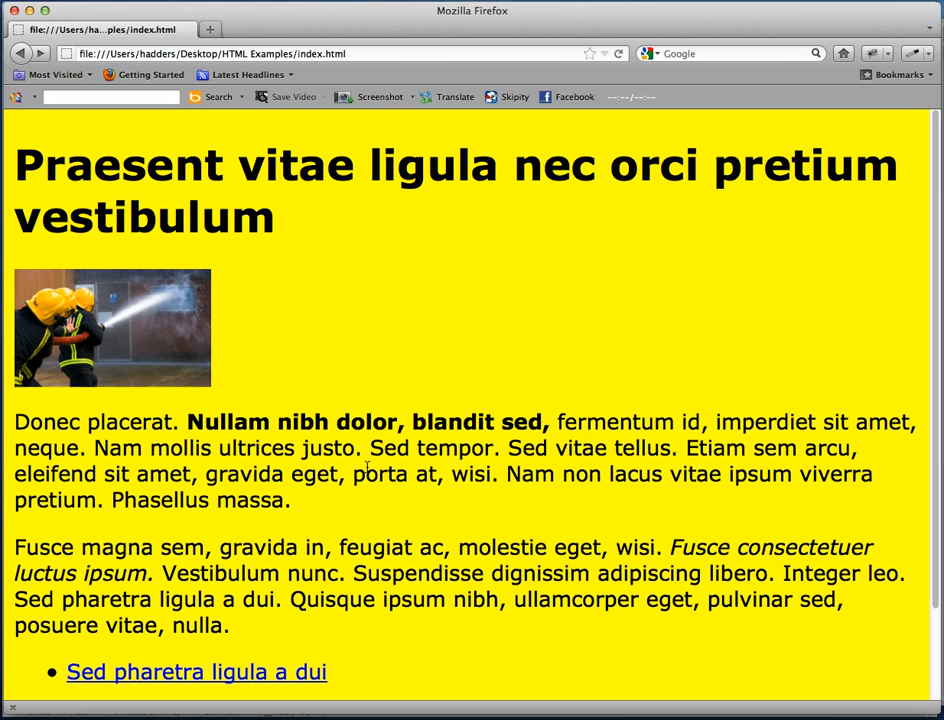 Mozilla Firefox
file:///Users/ha...ples/index.html
file:///Users/hadders/Desktop/HTML Examples/index.html
Google
Most Visited
Getting Started
Latest Headlines
Bookmarks
Search
Save Video
Screenshot
Translate
Skipity
Facebook
--:--/--:--
Praesent vitae ligula nec orci pretium
vestibulum
Donec placerat. Nullam nibh dolor, blandit sed, fermentum id, imperdiet sit amet,
neque. Nam mollis ultrices justo. Sed tempor. Sed vitae tellus. Etiam sem arcu,
eleifend sit amet, gravida eget, porta at, wisi. Nam non lacus vitae ipsum viverra
pretium. Phasellus massa.
Fusce magna sem, gravida in, feugiat ac, molestie eget, wisi. Fusce consectetuer
luctus ipsum. Vestibulum nunc. Suspendisse dignissim adipiscing libero. Integer leo.
Sed pharetra ligula a dui. Quisque ipsum nibh, ullamcorper eget, pulvinar sed,
posuere vitae, nulla.
• Sed pharetra ligula a dui